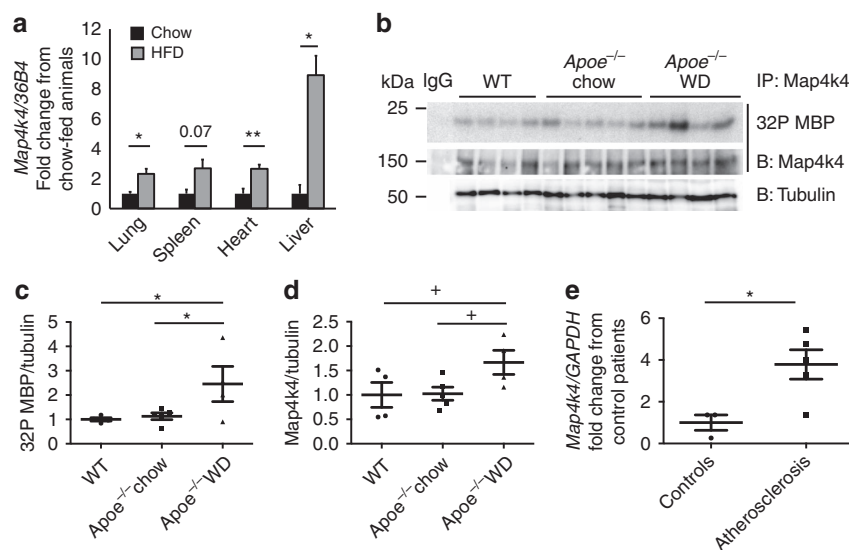 a
Map4k4/36B4
Fold change from
chow-fed animals
12
10
8
6
4
2
0
Chow
HFD
*
0.07
**
*
Lung
Spleen
Heart
Liver
b
Apoe–/– Apoe–/–
kDa IgG WT chow WD IP: Map4k4
25
32P MBP
150
B: Map4k4
50
B: Tubulin
c
32P MBP/tubulin
5
4
3
2
1
0
*
*
WT
Apoe–/– chow
Apoe–/– WD
d
Map4k4/tubulin
2.5
2.0
1.5
1.0
0.5
0.0
+
+
WT
Apoe–/– chow
Apoe–/– WD
e
Map4k4/GAPDH
fold change from
control patients
6
4
2
0
*
Controls
Atherosclerosis